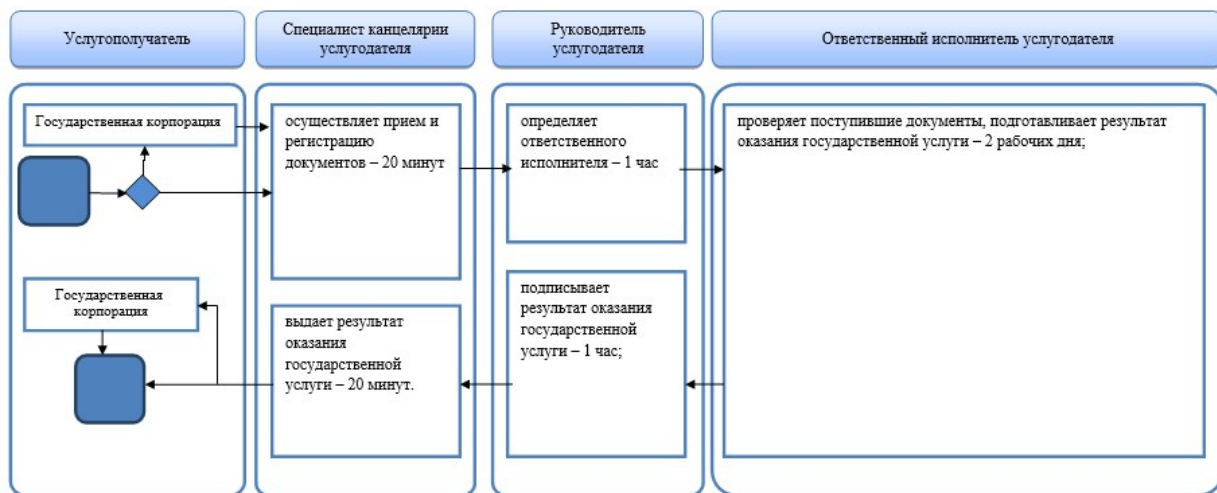 Услугополучатель
Специалист канцелярии
услугодателя
Руководитель
услугодателя
Ответственный исполнитель услугодателя
Государственная корпорация
осуществляет прием и
регистрацию
документов – 20 минут
определяет
ответственного
исполнителя – 1 час
проверяет поступившие документы, подготавливает результат
оказания государственной услуги – 2 рабочих дня;
Государственная
корпорация
выдает результат
оказания
государственной
услуги – 20 минут.
подписывает
результат оказания
государственной
услуги – 1 час;